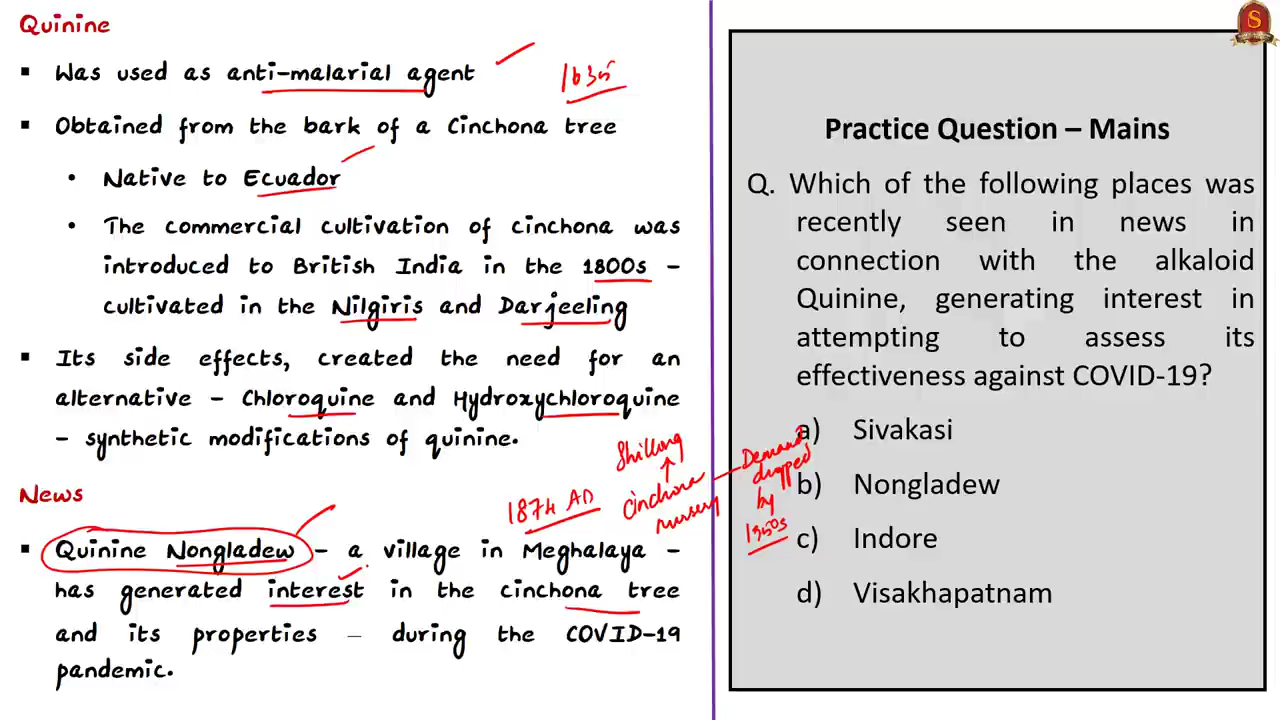 Quinine
▪ Was used as anti-malarial agent
1635
▪ Obtained from the bark of a Cinchona tree
• Native to Ecuador
• The commercial cultivation of cinchona was
introduced to British India in the 1800s –
cultivated in the Nilgiris and Darjeeling
▪ Its side effects, created the need for an
alternative – Chloroquine and Hydroxychloroquine
– synthetic modifications of quinine.
News
Shillong
1874 AD
Cinchona
nursery
Demand
dropped
by
1950s
▪ Quinine Nongladew – a village in Meghalaya –
has generated interest in the cinchona tree
and its properties – during the COVID-19
pandemic.
S
Practice Question – Mains
Q. Which of the following places was
recently seen in news in
connection with the alkaloid
Quinine, generating interest in
attempting to assess its
effectiveness against COVID-19?
a) Sivakasi
b) Nongladew
c) Indore
d) Visakhapatnam